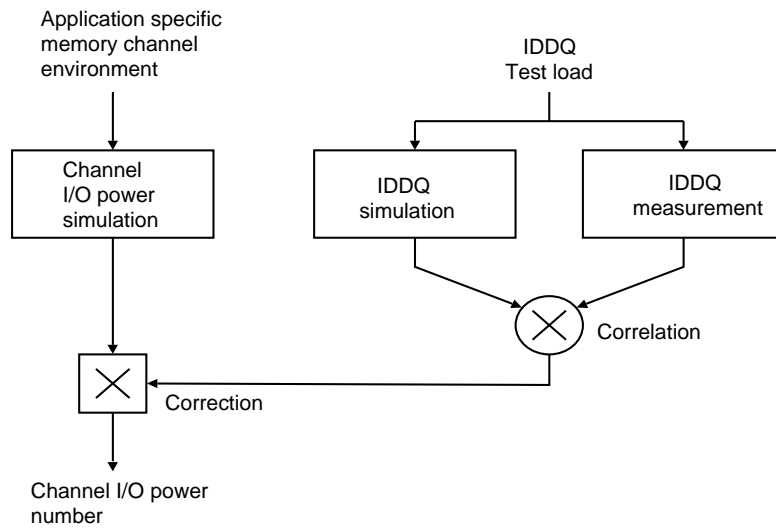 Application specific
memory channel
environment
IDDQ
Test load
Channel
I/O power
simulation
IDDQ
simulation
IDDQ
measurement
Correlation
Correction
Channel I/O power
number